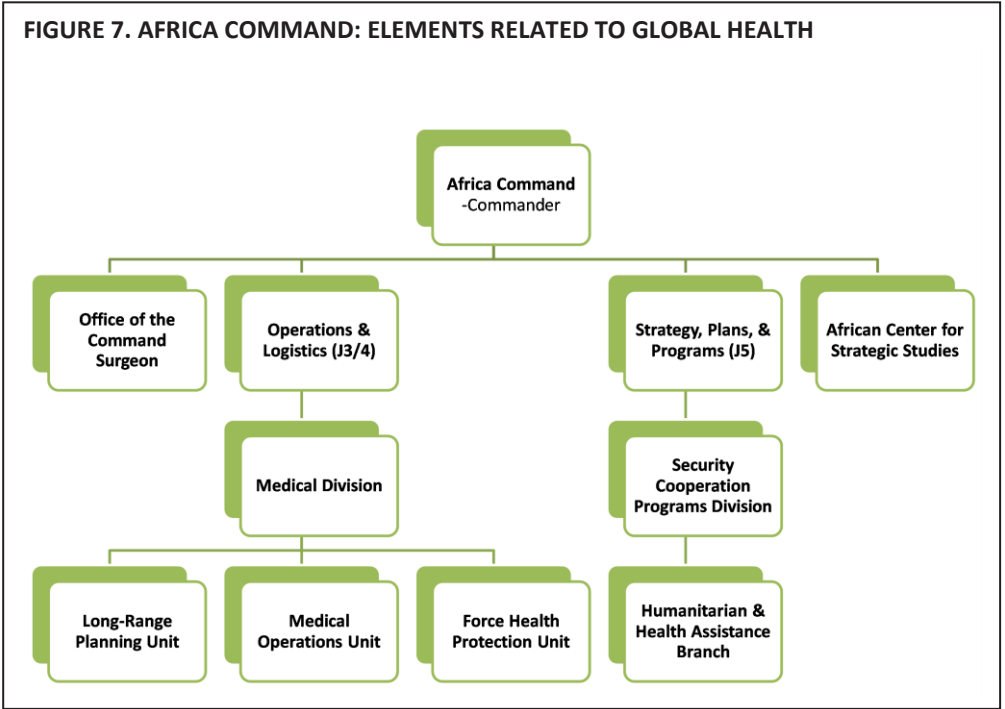 FIGURE 7. AFRICA COMMAND: ELEMENTS RELATED TO GLOBAL HEALTH
Africa Command
-Commander
Office of the
Command
Surgeon
Operations &
Logistics (J3/4)
Strategy, Plans, &
Programs (J5)
African Center for
Strategic Studies
Medical Division
Security
Cooperation
Programs Division
Long-Range
Planning Unit
Medical
Operations Unit
Force Health
Protection Unit
Humanitarian &
Health Assistance
Branch